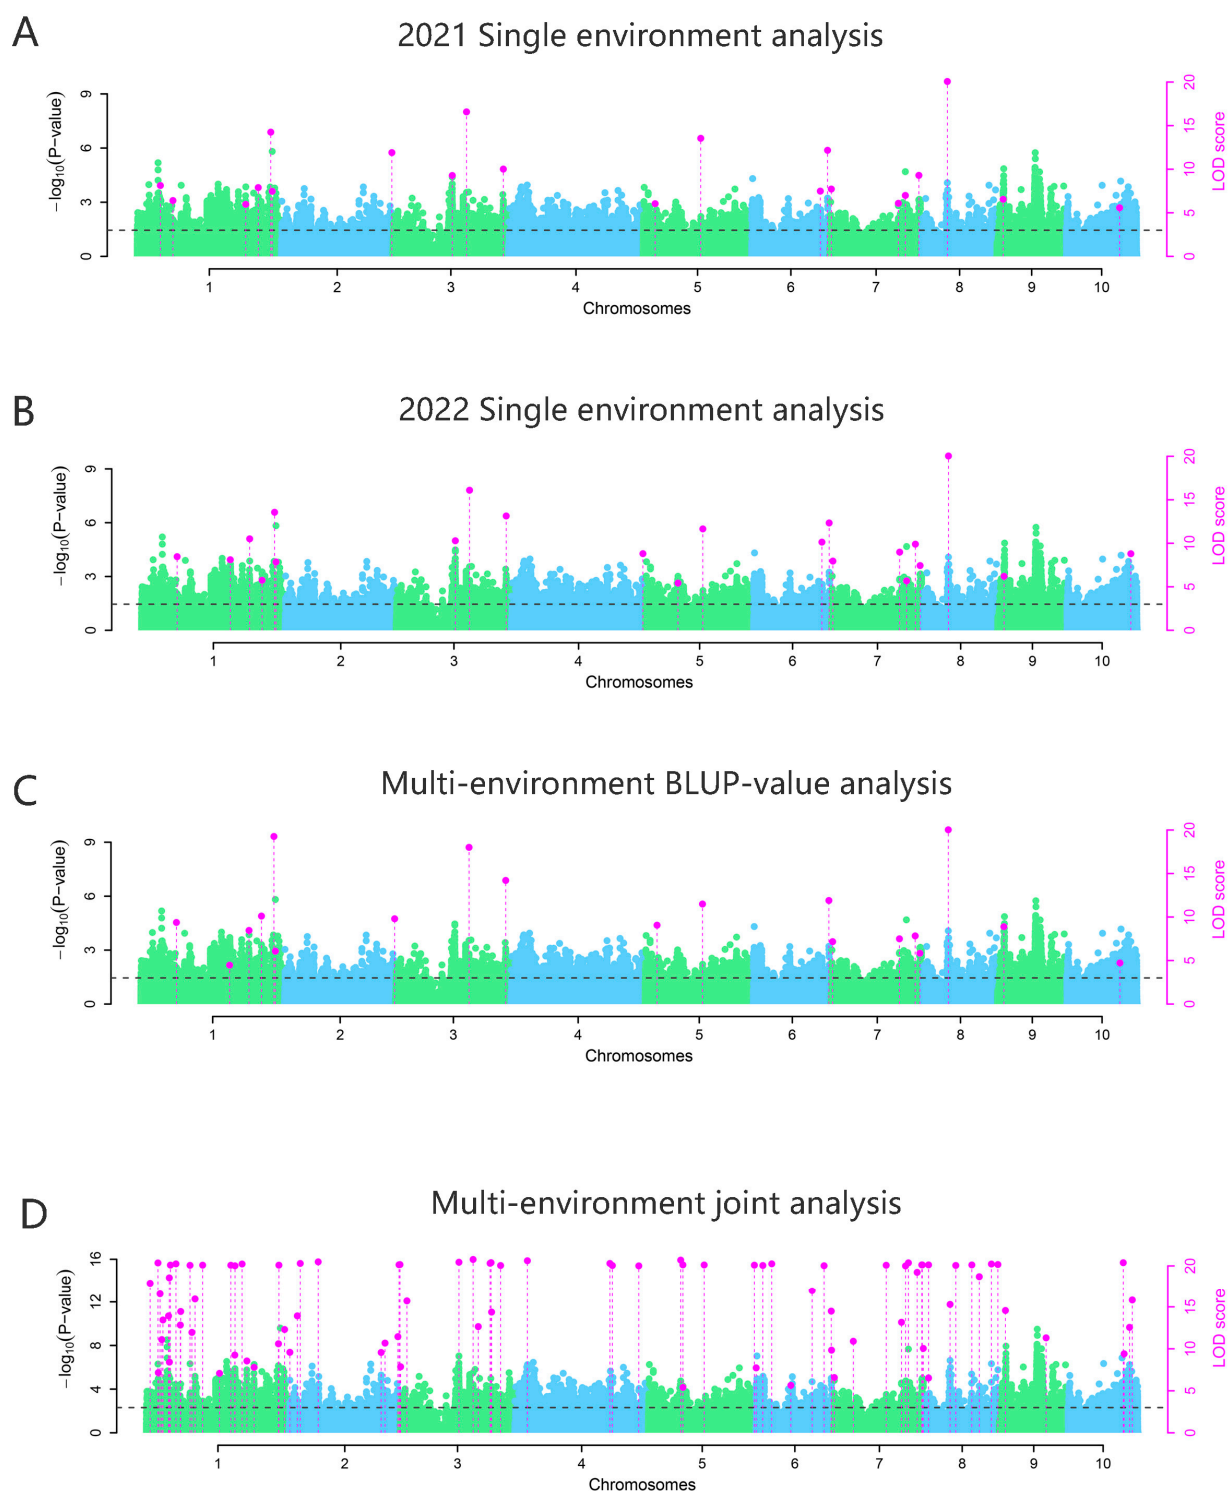 A
2021 Single environment analysis
−log10(P−value)
9
6
3
0
20
15
10
5
0
LOD score
1 2 3 4 5 6 7 8 9 10
Chromosomes
B
2022 Single environment analysis
−log10(P−value)
9
6
3
0
20
15
10
5
0
LOD score
1 2 3 4 5 6 7 8 9 10
Chromosomes
C
Multi-environment BLUP-value analysis
−log10(P−value)
9
6
3
0
20
15
10
5
0
LOD score
1 2 3 4 5 6 7 8 9 10
Chromosomes
D
Multi-environment joint analysis
−log10(P−value)
16
12
8
4
0
20
15
10
5
0
LOD score
1 2 3 4 5 6 7 8 9 10
Chromosomes